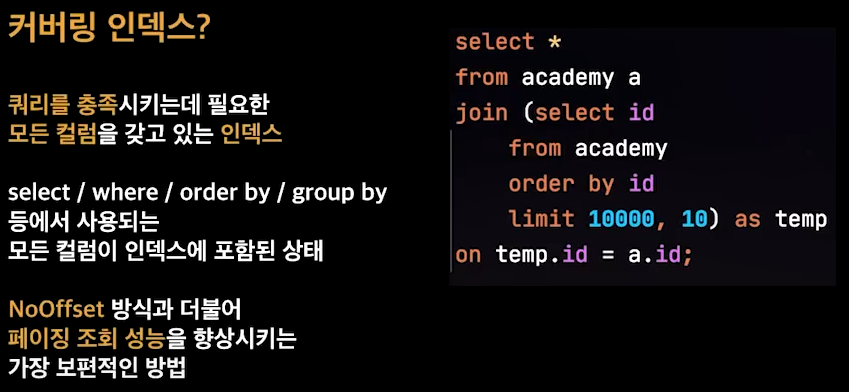 커버링 인덱스?
쿼리를 충족시키는데 필요한
모든 컬럼을 갖고 있는 인덱스
select / where / order by / group by
등에서 사용되는
모든 컬럼이 인덱스에 포함된 상태
NoOffset 방식과 더불어
페이징 조회 성능을 향상시키는
가장 보편적인 방법
select *
from academy a
join (select id
from academy
order by id
limit 10000, 10) as temp
on temp.id = a.id;